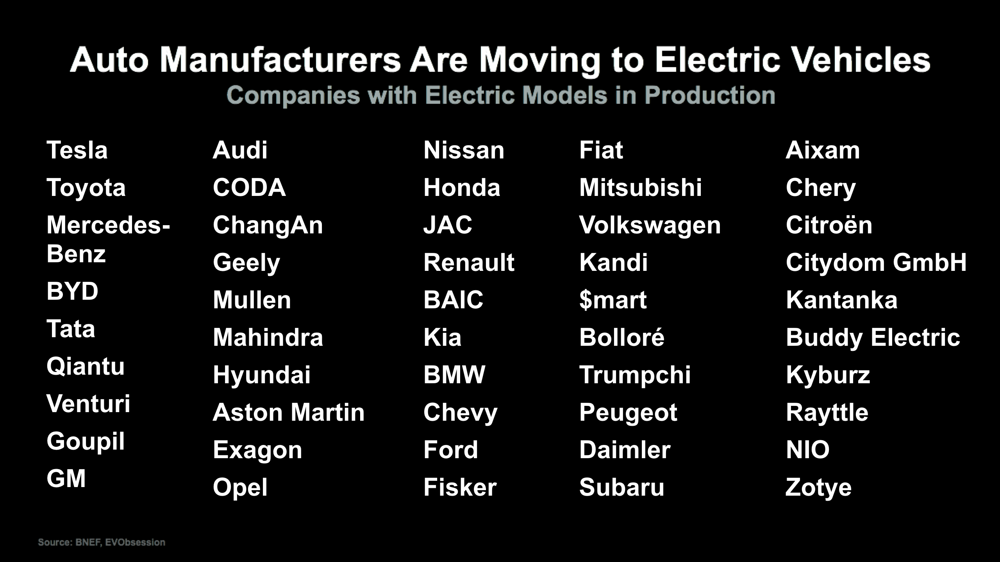 Auto Manufacturers Are Moving to Electric Vehicles
Companies with Electric Models in Production
Tesla
Toyota
Mercedes-
Benz
BYD
Tata
Qiantu
Venturi
Goupil
GM
Audi
CODA
ChangAn
Geely
Mullen
Mahindra
Hyundai
Aston Martin
Exagon
Opel
Nissan
Honda
JAC
Renault
BAIC
Kia
BMW
Chevy
Ford
Fisker
Fiat
Mitsubishi
Volkswagen
Kandi
$mart
Bolloré
Trumpchi
Peugeot
Daimler
Subaru
Aixam
Chery
Citroën
Citydom GmbH
Kantanka
Buddy Electric
Kyburz
Rayttle
NIO
Zotye
Source: BNEF, EVObsession